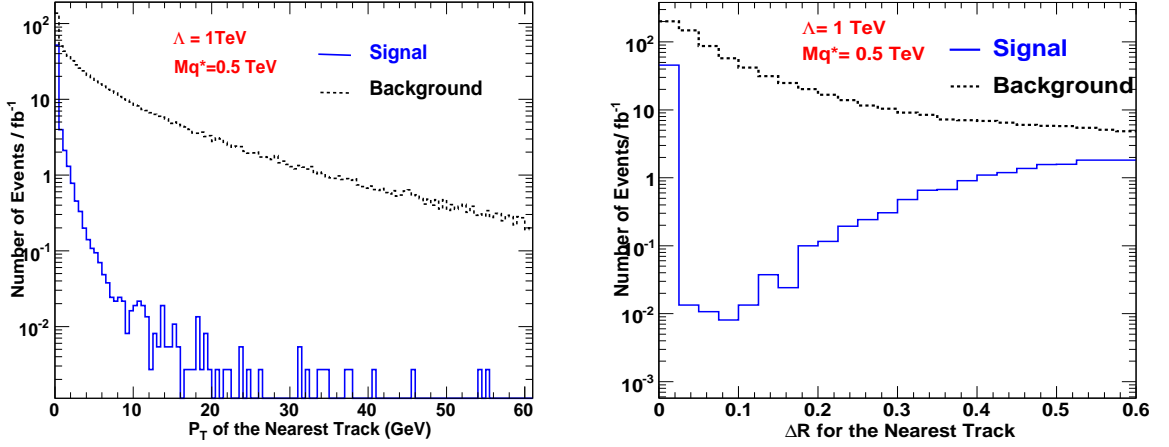 Λ = 1TeV
Mq*=0.5 TeV
Signal
Background
Number of Events / fb⁻¹
10²
10
1
10⁻¹
10⁻²
0 10 20 30 40 50 60
P_T of the Nearest Track (GeV)
Λ = 1 TeV
Mq*= 0.5 TeV
Signal
Background
Number of Events/ fb⁻¹
10²
10
1
10⁻¹
10⁻²
10⁻³
0 0.1 0.2 0.3 0.4 0.5 0.6
ΔR for the Nearest Track